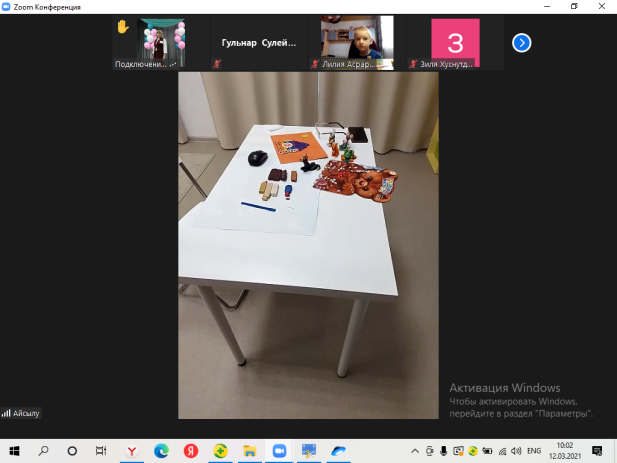 Zoom Конференция
Подключени...
Гульнар Сулей...
Лилия Асрар...
З
Зиля Хуснутд...
Айсылу
Активация Windows
Чтобы активировать Windows,
перейдите в раздел "Параметры".
ENG
10:02
12.03.2021